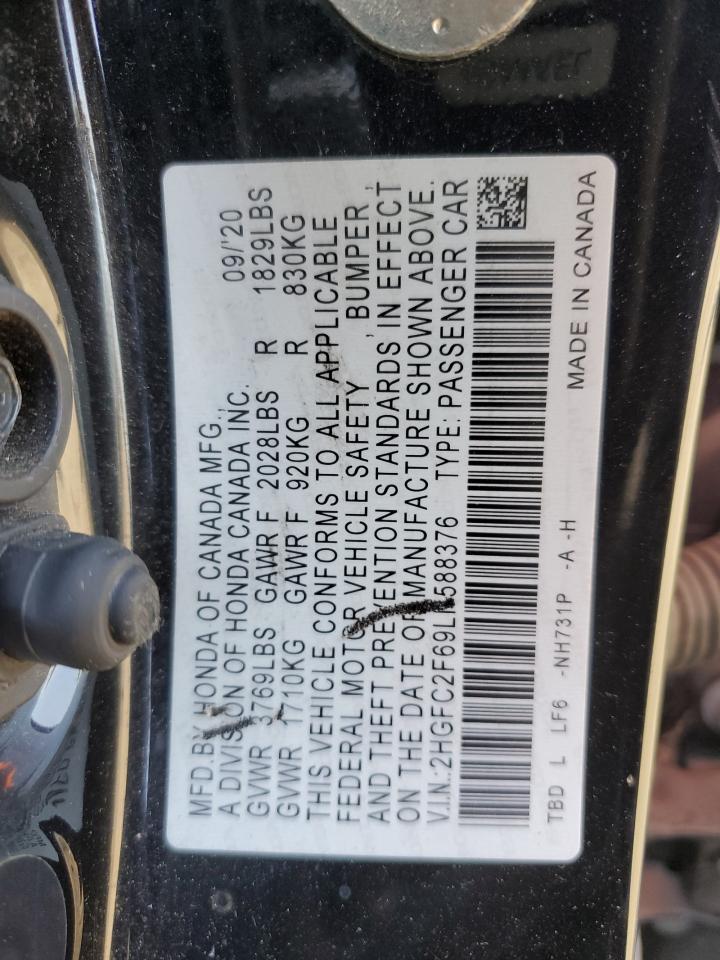 MFD.BY HONDA OF CANADA MFG., 09/'20
A DIVISION OF HONDA CANADA INC.
GVWR 3769LBS GAWR F 2028LBS R 1829LBS
GVWR 1710KG GAWR F 920KG R 830KG
THIS VEHICLE CONFORMS TO ALL APPLICABLE
FEDERAL MOTOR VEHICLE SAFETY , BUMPER ,
AND THEFT PREVENTION STANDARDS IN EFFECT
ON THE DATE OF MANUFACTURE SHOWN ABOVE.
V.I.N.: TYPE: PASSENGER CAR
TBD L LF6 -NH731P -A -H MADE IN CANADA